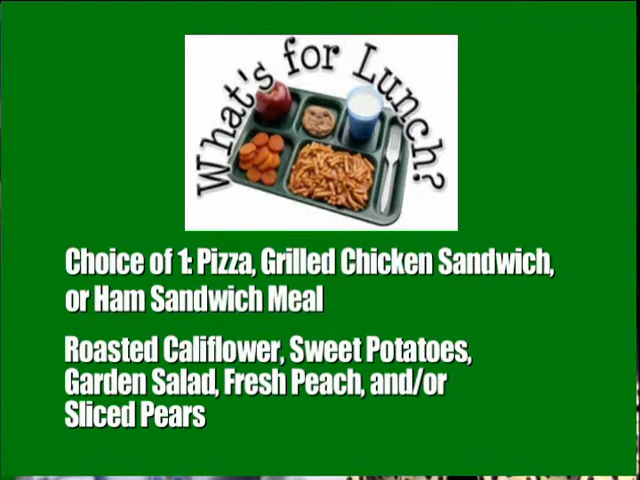 What's for Lunch?
Choice of 1: Pizza, Grilled Chicken Sandwich,
or Ham Sandwich Meal
Roasted Califlower, Sweet Potatoes,
Garden Salad, Fresh Peach, and/or
Sliced Pears